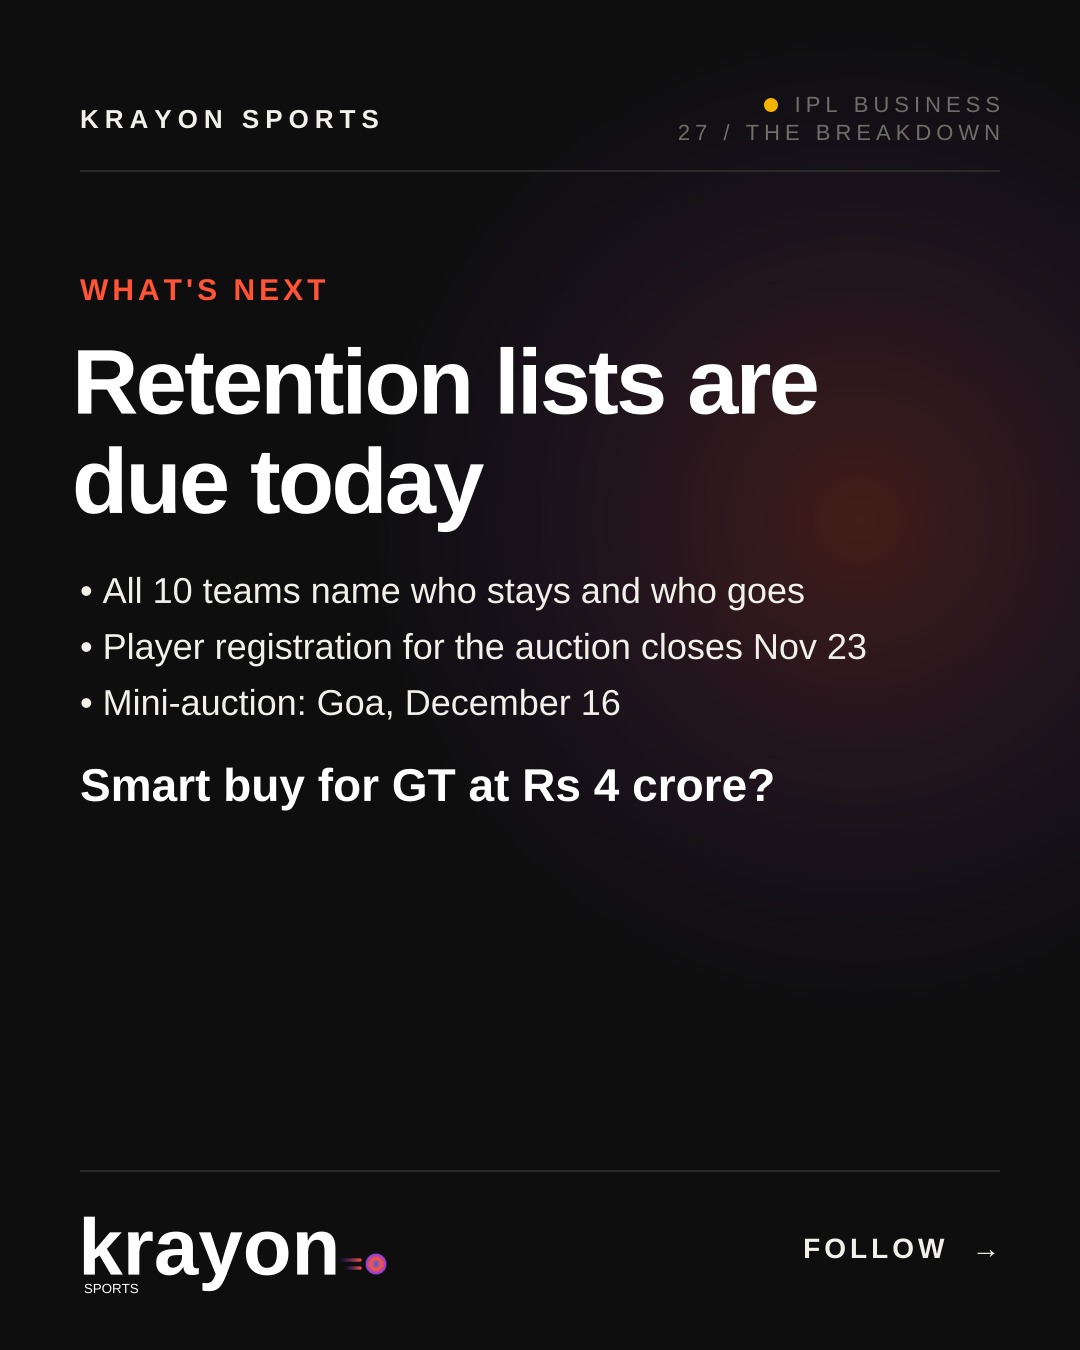 KRAYON SPORTS
IPL BUSINESS
27 / THE BREAKDOWN
WHAT'S NEXT
Retention lists are
due today
• All 10 teams name who stays and who goes
• Player registration for the auction closes Nov 23
• Mini-auction: Goa, December 16
Smart buy for GT at Rs 4 crore?
krayon
SPORTS
FOLLOW →